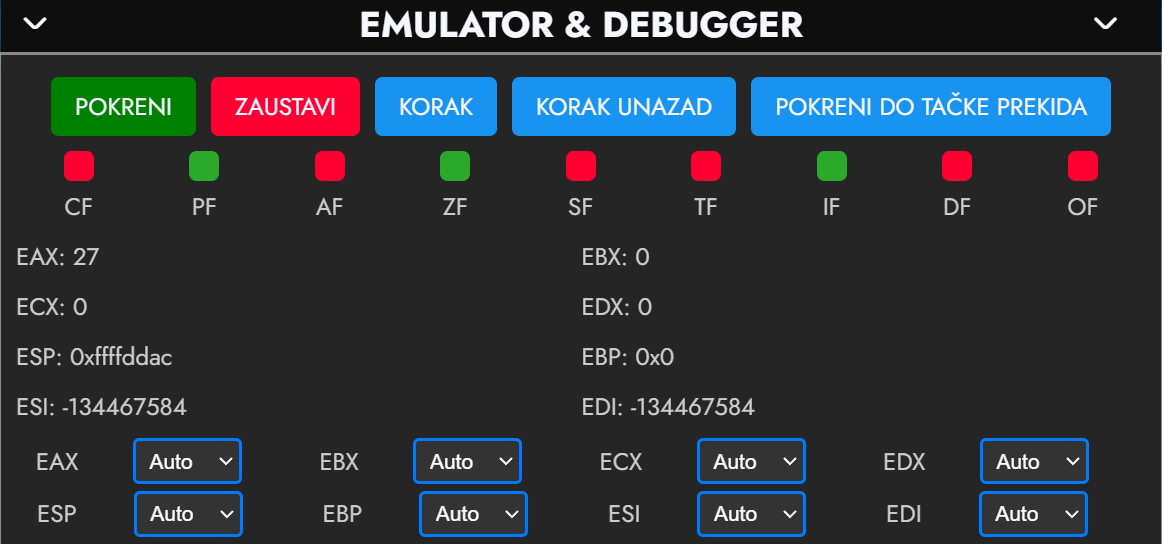 EMULATOR & DEBUGGER
POKRENI ZAUSTAVI KORAK KORAK UNAZAD POKRENI DO TAČKE PREKIDA
CF PF AF ZF SF TF IF DF OF
EAX: 27 EBX: 0
ECX: 0 EDX: 0
ESP: 0xffffddac EBP: 0x0
ESI: -134467584 EDI: -134467584
EAX Auto EBX Auto ECX Auto EDX Auto
ESP Auto EBP Auto ESI Auto EDI Auto